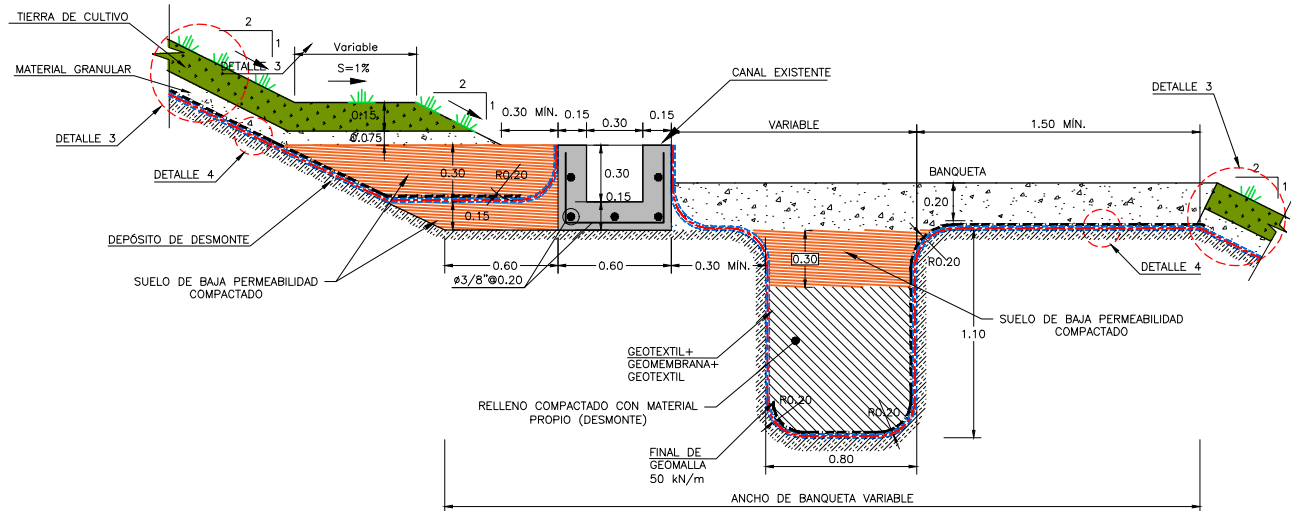 TIERRA DE CULTIVO
2
1
Variable
DETALLE 3
S=1%
MATERIAL GRANULAR
2
1
CANAL EXISTENTE
DETALLE 3
0.30 MÍN.
0.15
0.30
0.15
VARIABLE
1.50 MÍN.
0.15
0.075
DETALLE 3
DETALLE 4
0.30
R0.20
0.30
0.15
0.15
BANQUETA
0.20
2
1
DEPÓSITO DE DESMONTE
0.60
0.60
0.30 MÍN.
0.30
R0.20
DETALLE 4
SUELO DE BAJA PERMEABILIDAD
COMPACTADO
ø3/8"@0.20
SUELO DE BAJA PERMEABILIDAD
COMPACTADO
1.10
GEOTEXTIL+
GEOMEMBRANA+
GEOTEXTIL
RELLENO COMPACTADO CON MATERIAL
PROPIO (DESMONTE)
R0.20
R0.20
FINAL DE
GEOMALLA
50 kN/m
0.80
ANCHO DE BANQUETA VARIABLE